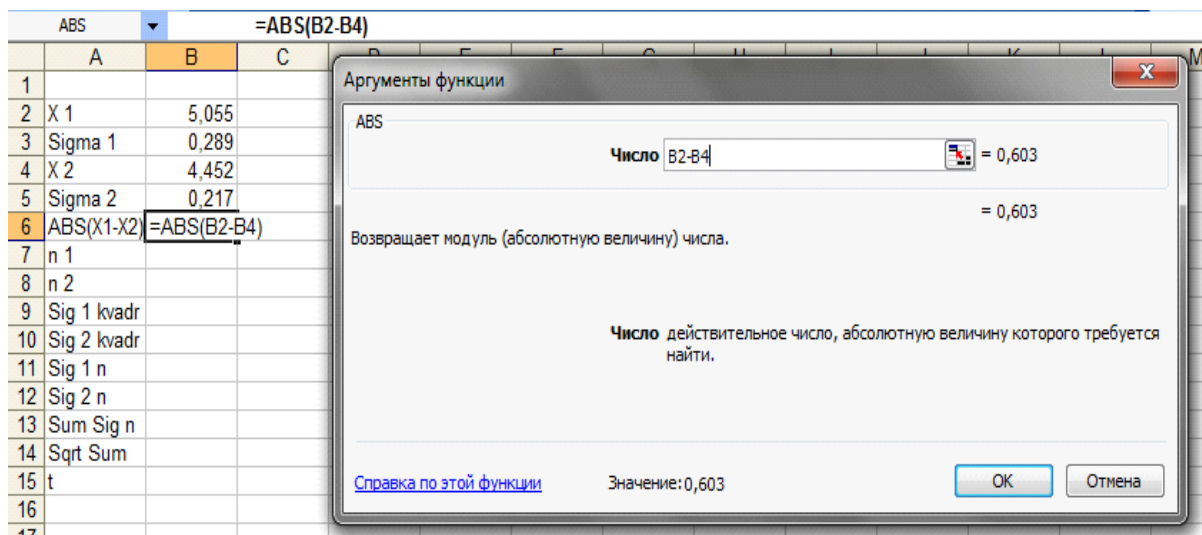 ABS =ABS(B2-B4)
A B C
1
2 X 1 5,055
3 Sigma 1 0,289
4 X 2 4,452
5 Sigma 2 0,217
6 ABS(X1-X2) =ABS(B2-B4)
7 n 1
8 n 2
9 Sig 1 kvadr
10 Sig 2 kvadr
11 Sig 1 n
12 Sig 2 n
13 Sum Sig n
14 Sqrt Sum
15 t
16
17
Аргументы функции
ABS
Число B2-B4 = 0,603
= 0,603
Возвращает модуль (абсолютную величину) числа.
Число действительное число, абсолютную величину которого требуется
найти.
Справка по этой функции Значение:0,603 OK Отмена